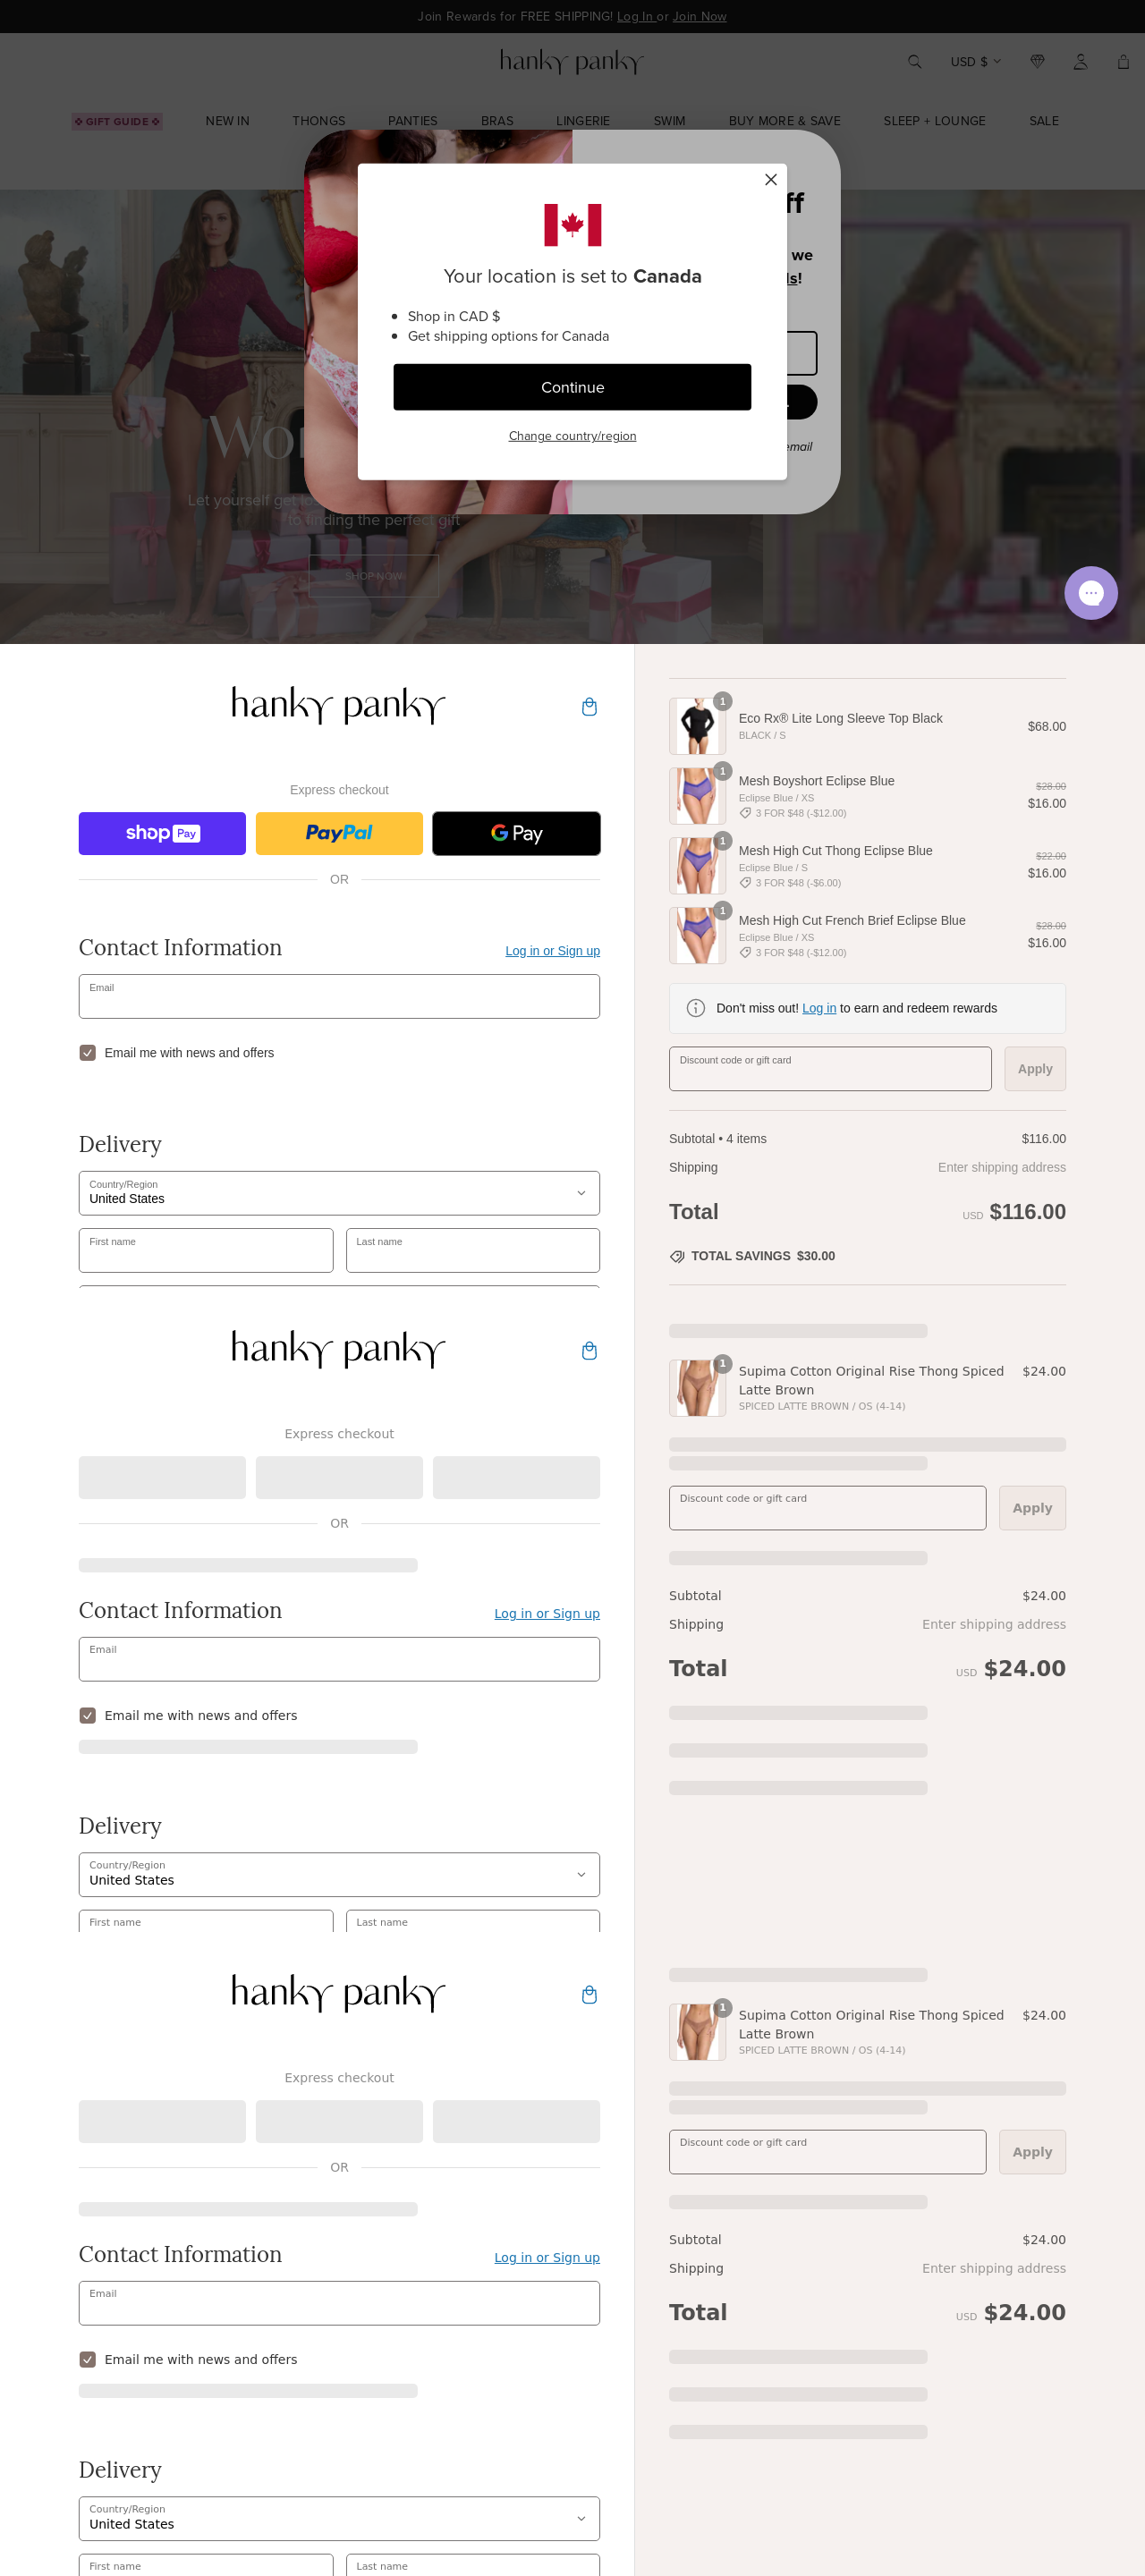 Join Rewards for FREE SHIPPING! Log In or Join Now
hanky panky
USD $
GIFT GUIDE
NEW IN
THONGS
PANTIES
BRAS
LINGERIE
SWIM
BUY MORE & SAVE
SLEEP + LOUNGE
SALE
we
Your location is set to Canada
Shop in CAD $
Get shipping options for Canada
Continue
Change country/region
email
Let yourself get
to finding the perfect gift
SHOP NOW
hanky panky
Express checkout
shop Pay
PayPal
G Pay
OR
Contact Information
Log in or Sign up
Email
Email me with news and offers
Delivery
Country/Region
United States
First name
Last name
1
Eco Rx® Lite Long Sleeve Top Black
BLACK / S
$68.00
1
Mesh Boyshort Eclipse Blue
Eclipse Blue / XS
3 FOR $48 (-$12.00)
$28.00
$16.00
1
Mesh High Cut Thong Eclipse Blue
Eclipse Blue / S
3 FOR $48 (-$6.00)
$22.00
$16.00
1
Mesh High Cut French Brief Eclipse Blue
Eclipse Blue / XS
3 FOR $48 (-$12.00)
$28.00
$16.00
Don't miss out! Log in to earn and redeem rewards
Discount code or gift card
Apply
Subtotal • 4 items
$116.00
Shipping
Enter shipping address
Total
USD $116.00
TOTAL SAVINGS $30.00
hanky panky
Express checkout
OR
Contact Information
Log in or Sign up
Email
Email me with news and offers
Delivery
Country/Region
United States
First name
Last name
1
Supima Cotton Original Rise Thong Spiced
Latte Brown
SPICED LATTE BROWN / OS (4-14)
$24.00
Discount code or gift card
Apply
Subtotal
$24.00
Shipping
Enter shipping address
Total
USD $24.00
hanky panky
Express checkout
OR
Contact Information
Log in or Sign up
Email
Email me with news and offers
Delivery
Country/Region
United States
First name
Last name
1
Supima Cotton Original Rise Thong Spiced
Latte Brown
SPICED LATTE BROWN / OS (4-14)
$24.00
Discount code or gift card
Apply
Subtotal
$24.00
Shipping
Enter shipping address
Total
USD $24.00